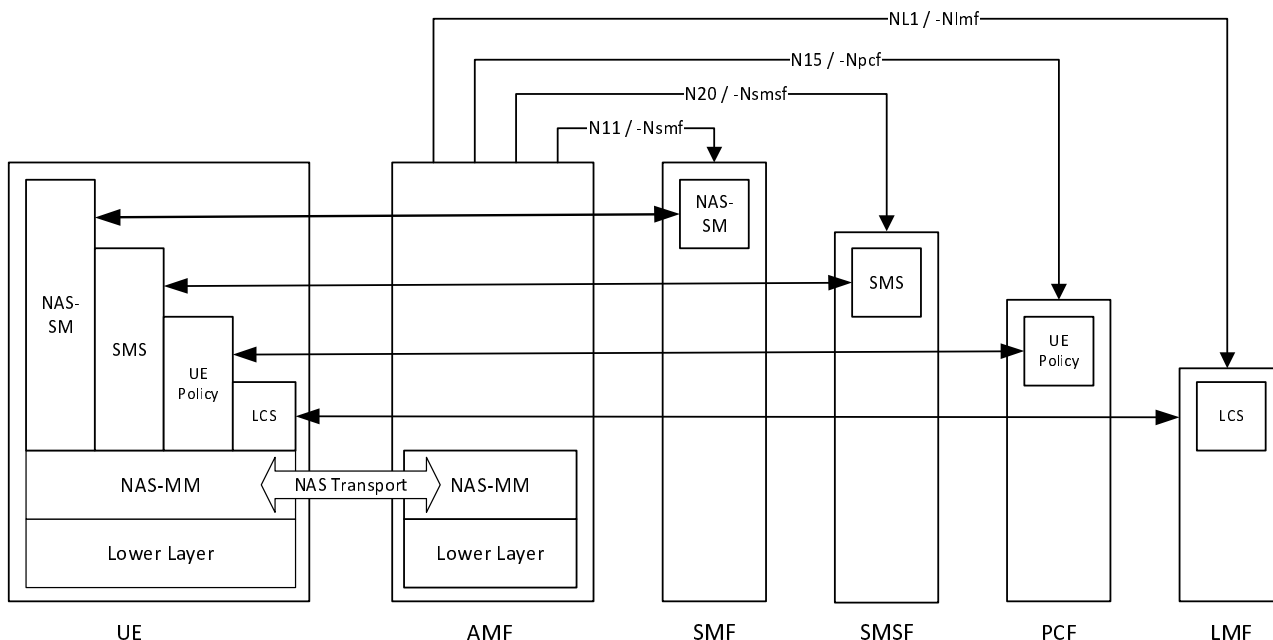 NL1 / -Nlmf
N15 / -Npcf
N20 / -Nsmsf
N11 / -Nsmf
NAS-
SM
SMS
UE
Policy
LCS
NAS-MM
Lower Layer
NAS Transport
NAS-MM
Lower Layer
NAS-
SM
SMS
UE
Policy
LCS
UE
AMF
SMF
SMSF
PCF
LMF